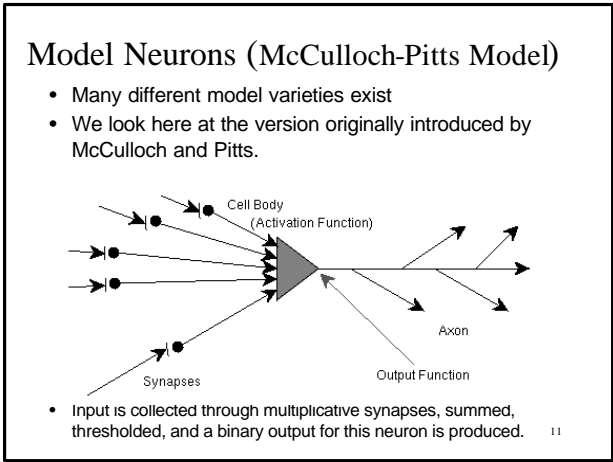 Model Neurons (McCulloch-Pitts Model)
• Many different model varieties exist
• We look here at the version originally introduced by
McCulloch and Pitts.
Cell Body
(Activation Function)
Axon
Output Function
Synapses
• Input is collected through multiplicative synapses, summed,
thresholded, and a binary output for this neuron is produced.
11